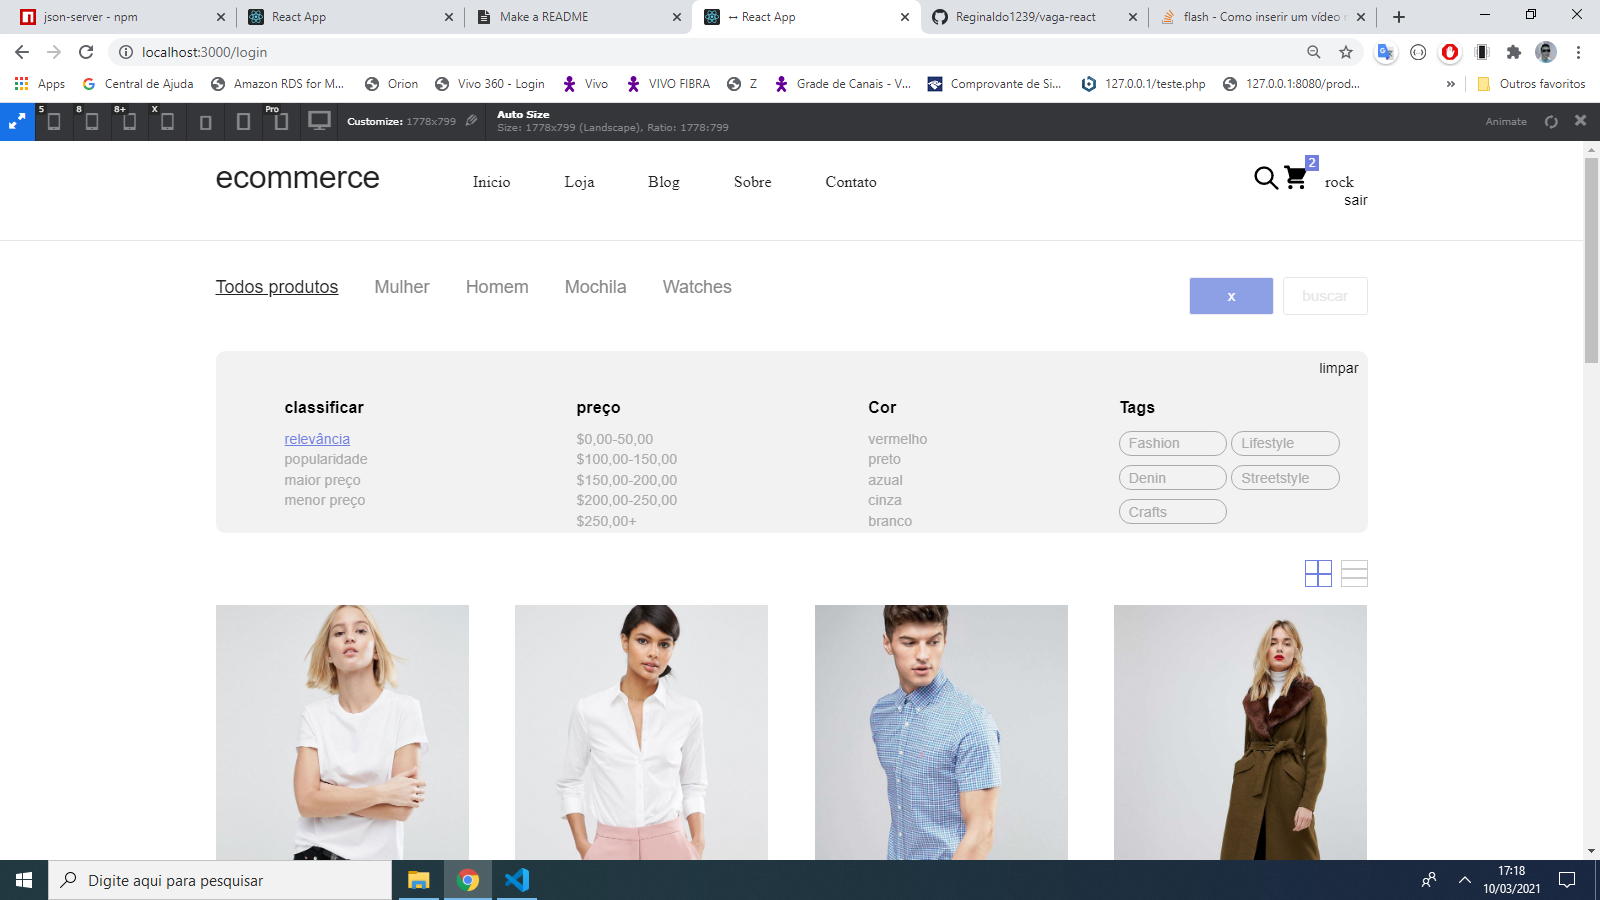 json-server - npm
React App
Make a README
↔ React App
Reginaldo1239/vaga-react
flash - Como inserir um vídeo
localhost:3000/login
Apps
Central de Ajuda
Amazon RDS for M...
Orion
Vivo 360 - Login
Vivo
VIVO FIBRA
Z
Grade de Canais - V...
Comprovante de Si...
127.0.0.1/teste.php
127.0.0.1:8080/prod...
»
Outros favoritos
5
8
8+
X
Pro
Customize: 1778x799
Auto Size
Size: 1778x799 (Landscape), Ratio: 1778:799
Animate
ecommerce
Inicio
Loja
Blog
Sobre
Contato
2
rock
sair
Todos produtos
Mulher
Homem
Mochila
Watches
x
buscar
limpar
classificar
relevância
popularidade
maior preço
menor preço
preço
$0,00-50,00
$100,00-150,00
$150,00-200,00
$200,00-250,00
$250,00+
Cor
vermelho
preto
azual
cinza
branco
Tags
Fashion
Lifestyle
Denin
Streetstyle
Crafts
Digite aqui para pesquisar
17:18
10/03/2021